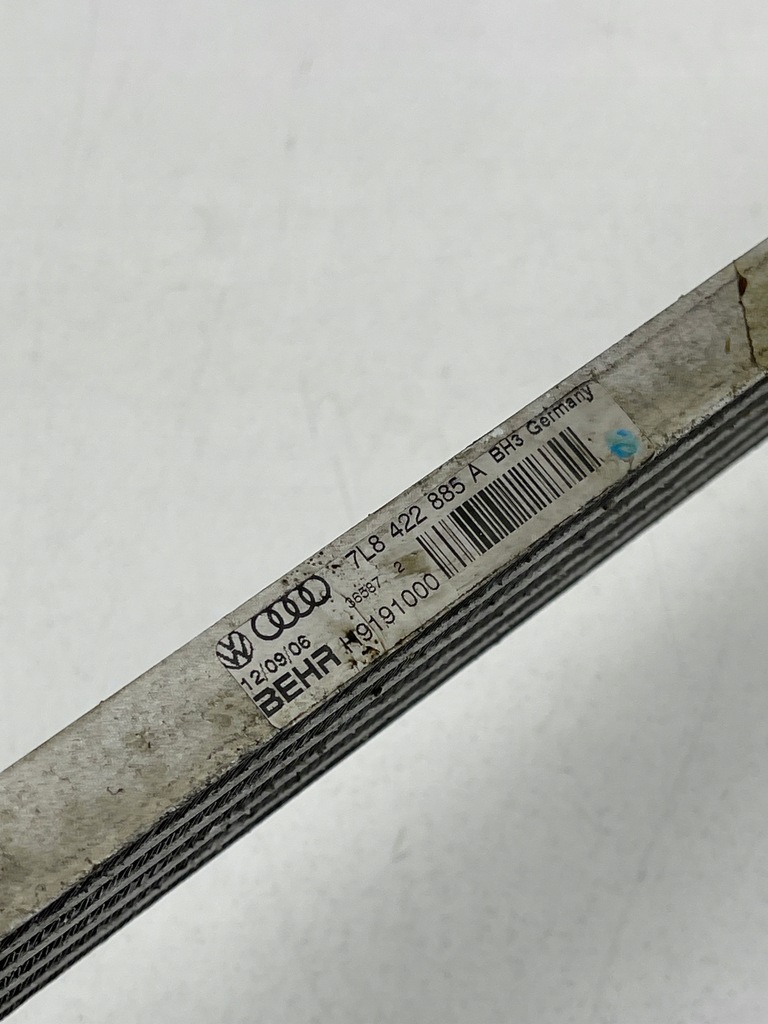 7L8 422 885 A BH3 Germany
36587 2
12/09/06
BEHR H9191000